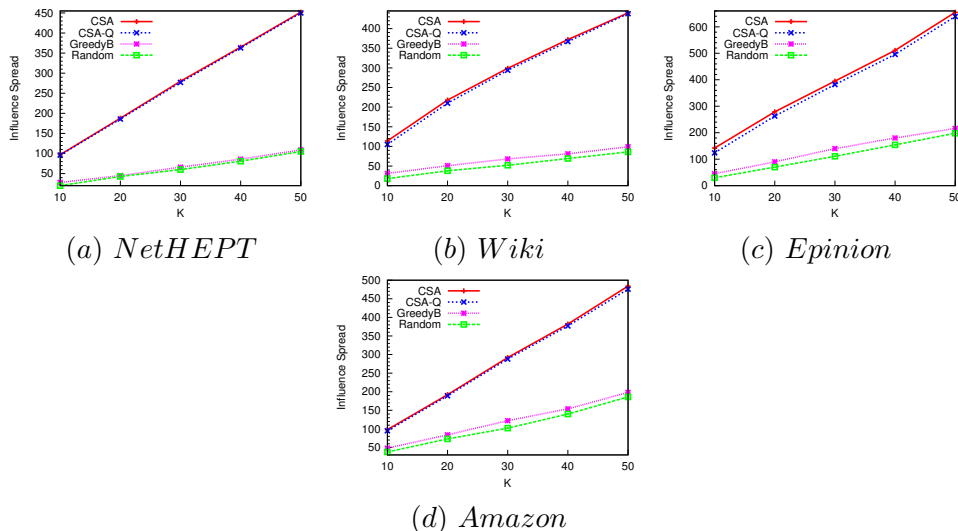 450
400
350
300
250
200
150
100
50
Influence Spread
CSA
CSA-Q
GreedyB
Random
10 20 30 40 50
K
(a) NetHEPT
400
350
300
250
200
150
100
50
0
Influence Spread
CSA
CSA-Q
GreedyB
Random
10 20 30 40 50
K
(b) Wiki
600
500
400
300
200
100
0
Influence Spread
CSA
CSA-Q
GreedyB
Random
10 20 30 40 50
K
(c) Epinion
500
450
400
350
300
250
200
150
100
50
Influence Spread
CSA
CSA-Q
GreedyB
Random
10 20 30 40 50
K
(d) Amazon